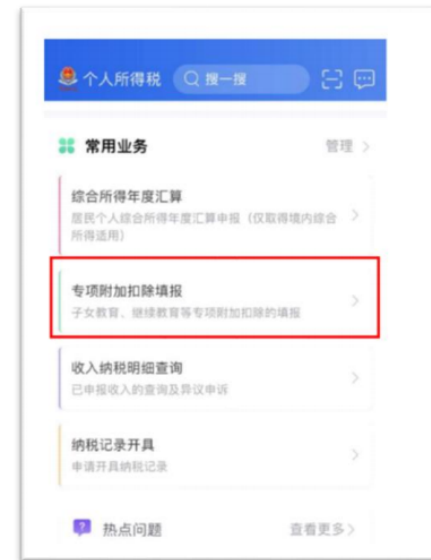 个人所得税 搜一搜
常用业务 管理 >
综合所得年度汇算
居民个人综合所得年度汇算申报（仅取得境内综合
所得适用）
专项附加扣除填报
子女教育、继续教育等专项附加扣除的填报
收入纳税明细查询
已申报收入的查询及异议申诉
纳税记录开具
申请开具纳税记录
热点问题 查看更多>